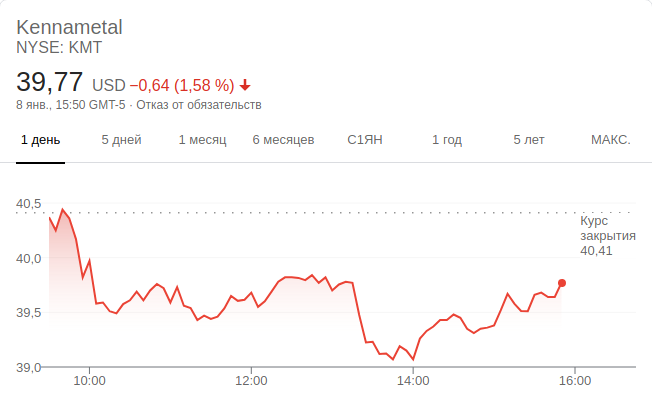 Kennametal
NYSE: KMT
39,77 USD −0,64 (1,58 %)
8 янв., 15:50 GMT-5 · Отказ от обязательств
1 день 5 дней 1 месяц 6 месяцев С1ЯН 1 год 5 лет МАКС.
40,5
Курс
закрытия
40,41
40,0
39,5
39,0
10:00 12:00 14:00 16:00